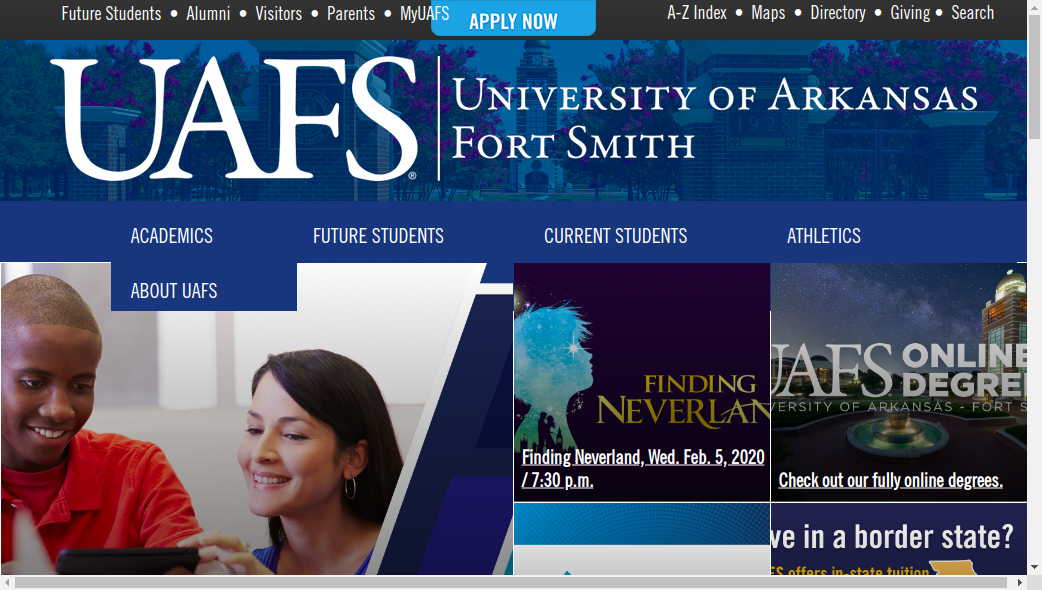 Future Students • Alumni • Visitors • Parents • MyUAFS
APPLY NOW
A-Z Index • Maps • Directory • Giving • Search
UAFS®
UNIVERSITY OF ARKANSAS
FORT SMITH
1928
ACADEMICS
FUTURE STUDENTS
CURRENT STUDENTS
ATHLETICS
ABOUT UAFS
FINDING
NEVERLAN
Finding Neverland, Wed. Feb. 5, 2020
/ 7:30 p.m.
UAFS ONLINE
DEGREE
VERSITY OF ARKANSAS - FORT S
Check out our fully online degrees.
ve in a border state?
FS offers in-state tuition